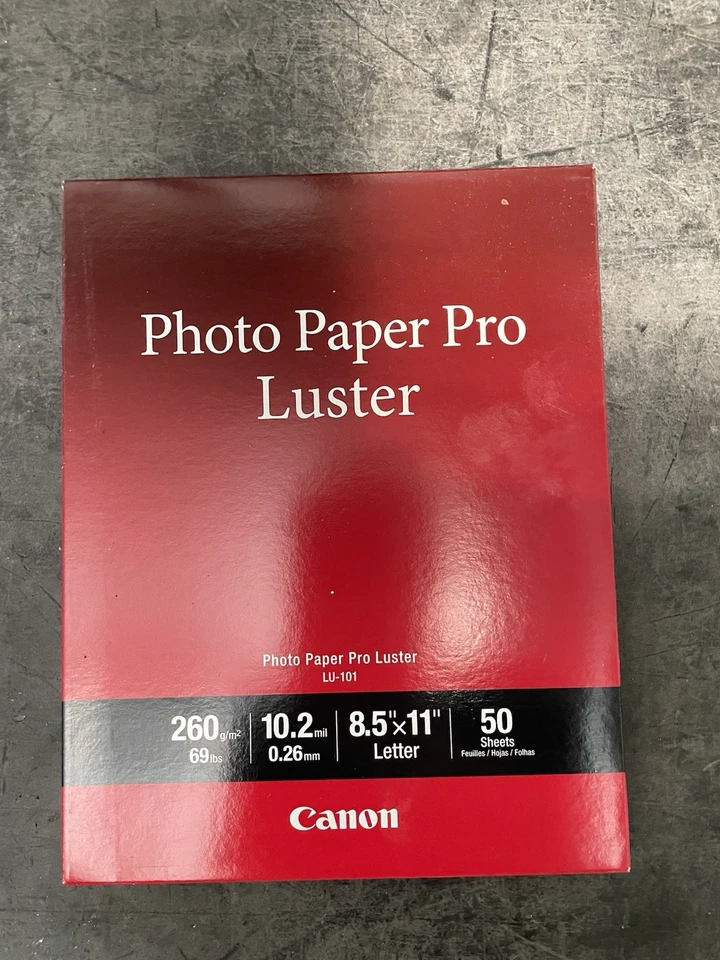 Photo Paper Pro
Luster
Photo Paper Pro Luster
LU-101
260 g/m² 10.2 mil 8.5"×11" 50
69 lbs 0.26 mm Letter Sheets
Feuilles / Hojas / Folhas
Canon